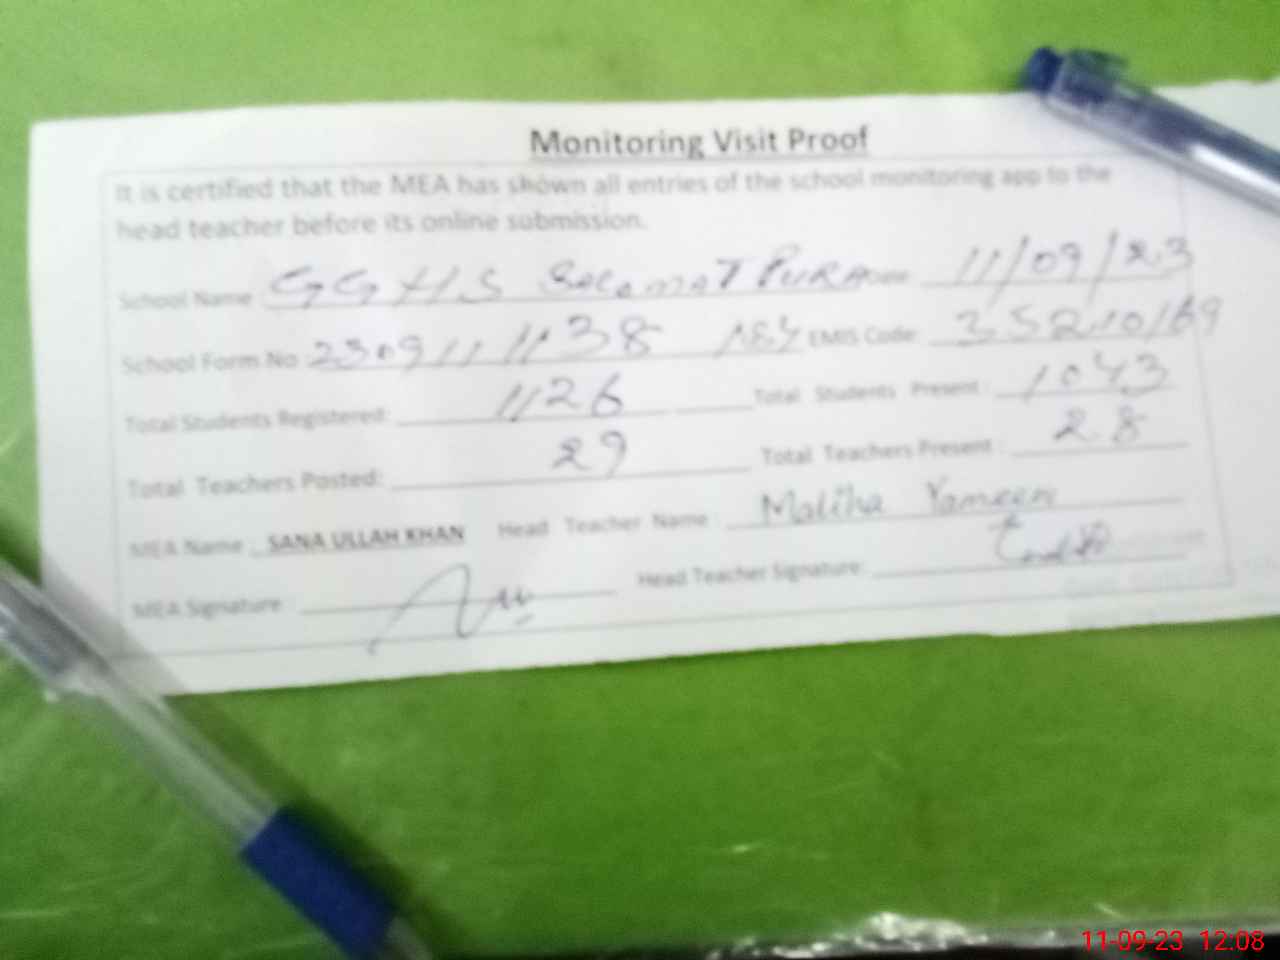 Monitoring Visit Proof
It is certified that the MEA has shown all entries of the school monitoring app to the
head teacher before its online submission.
School Name GGHS SALAMAT PURA Date: 11/09/23
School Form No: 2309111138 EMIS Code: 35210169
Total Students Registered: 1126 Total Students Present: 1043
Total Teachers Posted: 29 Total Teachers Present: 28
MEA Name: SANA ULLAH KHAN Head Teacher Name: Maliha Yameen
MEA Signature: Head Teacher Signature:
11-09-23 12:08